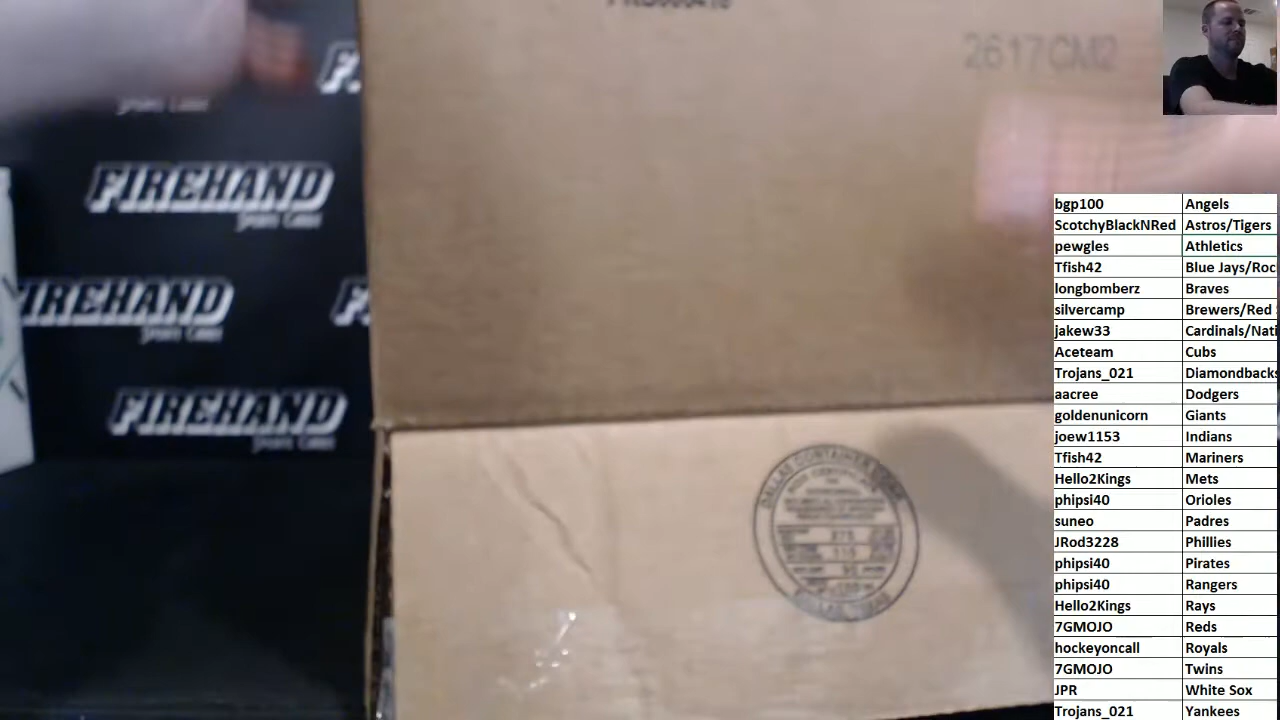 2617CM2
FIREHAND
FIREHAND
FIREHAND
DALLAS CONTAINER
bgp100 Angels
ScotchyBlackNRed Astros/Tigers
pewgles Athletics
Tfish42 Blue Jays/Roc
longbomberz Braves
silvercamp Brewers/Red
jakew33 Cardinals/Nati
Aceteam Cubs
Trojans_021 Diamondbacks
aacree Dodgers
goldenunicorn Giants
joew1153 Indians
Tfish42 Mariners
Hello2Kings Mets
phipsi40 Orioles
suneo Padres
JRod3228 Phillies
phipsi40 Pirates
phipsi40 Rangers
Hello2Kings Rays
7GMOJO Reds
hockeyoncall Royals
7GMOJO Twins
JPR White Sox
Trojans_021 Yankees